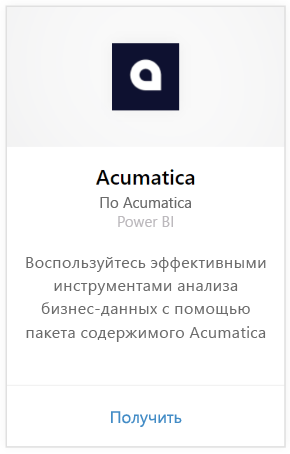 Acumatica
По Acumatica
Power BI
Воспользуйтесь эффективными
инструментами анализа
бизнес-данных с помощью
пакета содержимого Acumatica
Получить